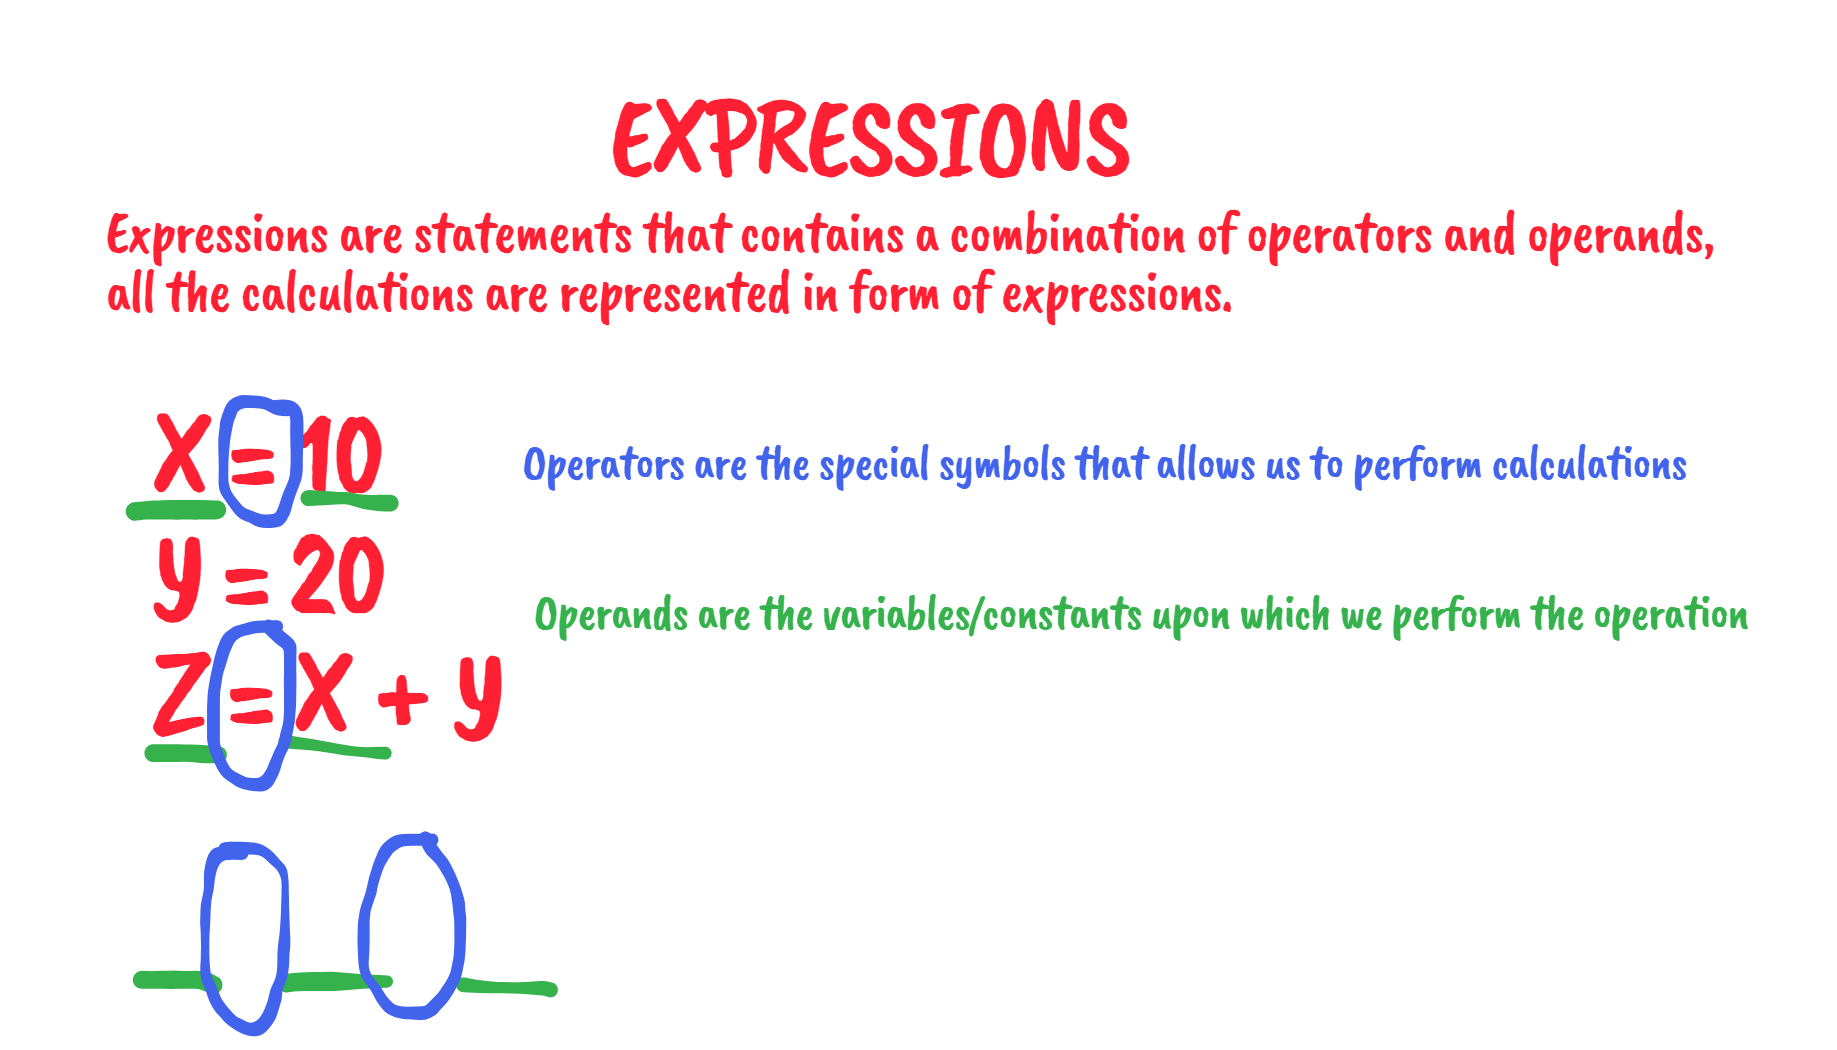 EXPRESSIONS
Expressions are statements that contains a combination of operators and operands,
all the calculations are represented in form of expressions.
X = 10
Operators are the special symbols that allows us to perform calculations
y = 20
Operands are the variables/constants upon which we perform the operation
Z = X + y